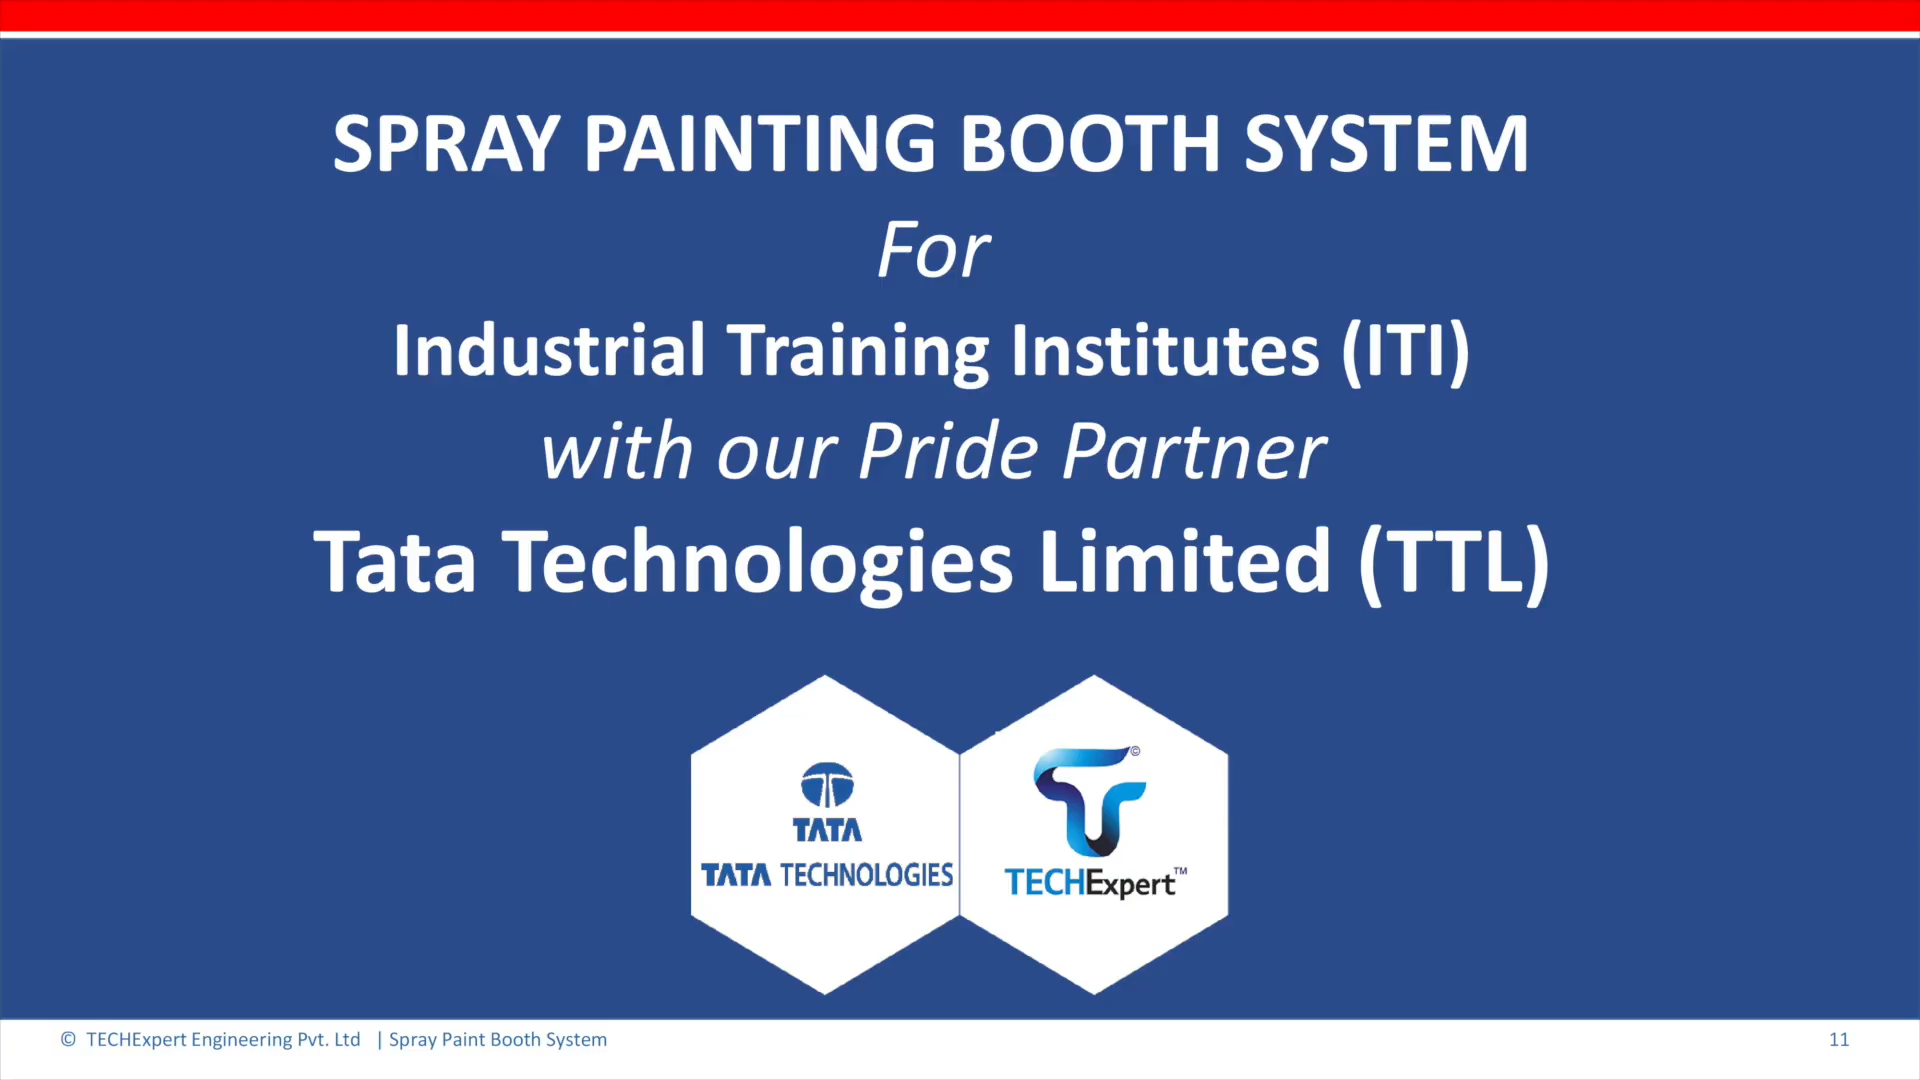 SPRAY PAINTING BOOTH SYSTEM
For
Industrial Training Institutes (ITI)
with our Pride Partner
Tata Technologies Limited (TTL)
TATA
TATA TECHNOLOGIES
©
TECHExpert™
© TECHExpert Engineering Pvt. Ltd | Spray Paint Booth System
11